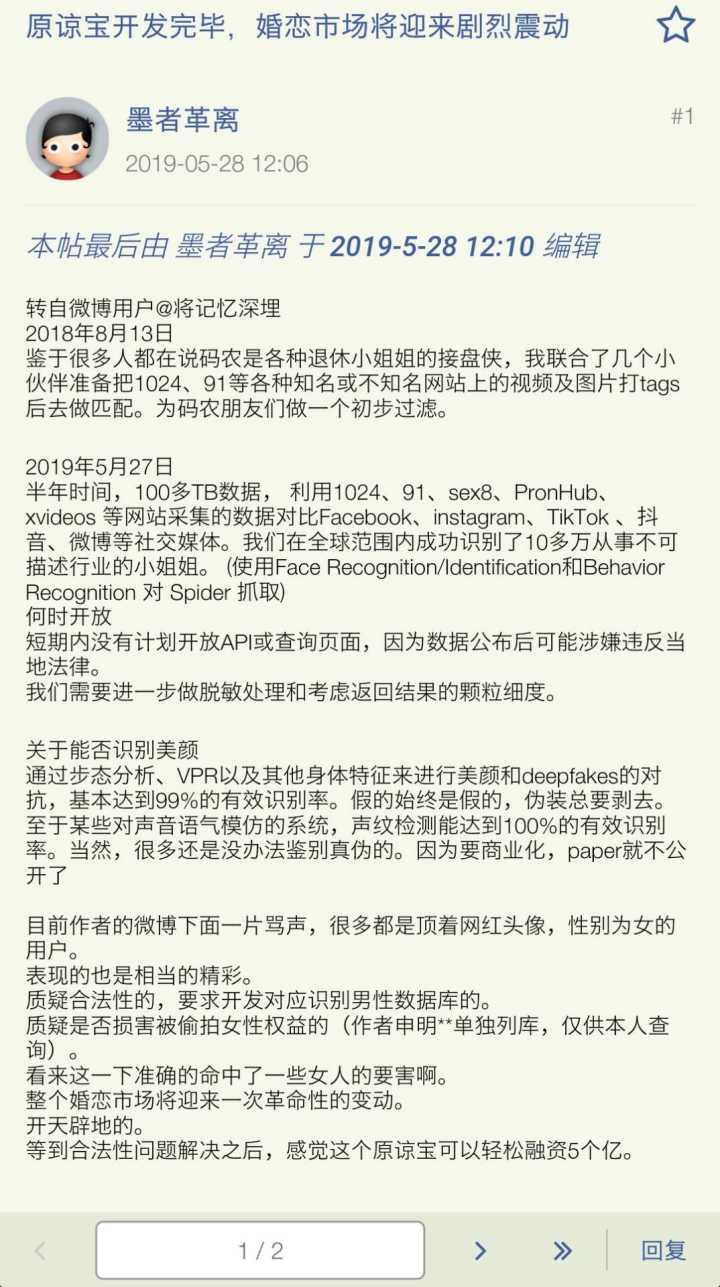 原谅宝开发完毕，婚恋市场将迎来剧烈震动
墨者革离
#1
2019-05-28 12:06
本帖最后由 墨者革离 于 2019-5-28 12:10 编辑
转自微博用户@将记忆深埋
2018年8月13日
鉴于很多人都在说码农是各种退休小姐姐的接盘侠，我联合了几个小
伙伴准备把1024、91等各种知名或不知名网站上的视频及图片打tags
后去做匹配。为码农朋友们做一个初步过滤。
2019年5月27日
半年时间，100多TB数据， 利用1024、91、sex8、PronHub、
xvideos 等网站采集的数据对比Facebook、instagram、TikTok 、抖
音、微博等社交媒体。我们在全球范围内成功识别了10多万从事不可
描述行业的小姐姐。 (使用Face Recognition/Identification和Behavior
Recognition 对 Spider 抓取)
何时开放
短期内没有计划开放API或查询页面，因为数据公布后可能涉嫌违反当
地法律。
我们需要进一步做脱敏处理和考虑返回结果的颗粒细度。
关于能否识别美颜
通过步态分析、VPR以及其他身体特征来进行美颜和deepfakes的对
抗，基本达到99%的有效识别率。假的始终是假的，伪装总要剥去。
至于某些对声音语气模仿的系统，声纹检测能达到100%的有效识别
率。当然，很多还是没办法鉴别真伪的。因为要商业化，paper就不公
开了
目前作者的微博下面一片骂声，很多都是顶着网红头像，性别为女的
用户。
表现的也是相当的精彩。
质疑合法性的，要求开发对应识别男性数据库的。
质疑是否损害被偷拍女性权益的（作者申明**单独列库，仅供本人查
询）。
看来这一下准确的命中了一些女人的要害啊。
整个婚恋市场将迎来一次革命性的变动。
开天辟地的。
等到合法性问题解决之后，感觉这个原谅宝可以轻松融资5个亿。
1 / 2
回复